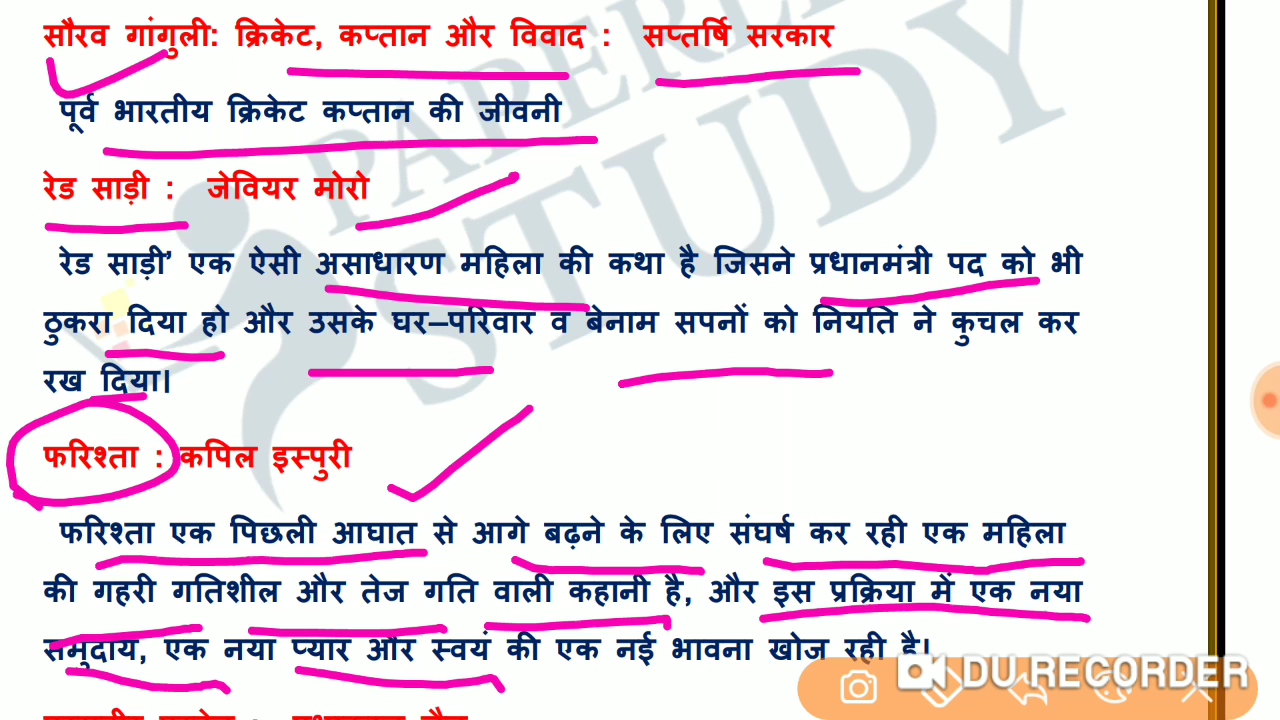 सौरव गांगुली: क्रिकेट, कप्तान और विवाद : सप्तर्षि सरकार
पूर्व भारतीय क्रिकेट कप्तान की जीवनी
रेड साड़ी : जेवियर मोरो
रेड साड़ी’ एक ऐसी असाधारण महिला की कथा है जिसने प्रधानमंत्री पद को भी
ठुकरा दिया हो और उसके घर–परिवार व बेनाम सपनों को नियति ने कुचल कर
रख दिया।
फरिश्ता : कपिल इस्पुरी
फरिश्ता एक पिछली आघात से आगे बढ़ने के लिए संघर्ष कर रही एक महिला
की गहरी गतिशील और तेज गति वाली कहानी है, और इस प्रक्रिया में एक नया
समुदाय, एक नया प्यार और स्वयं की एक नई भावना खोज रही है।
PAPER
STUDY
DU RECORDER